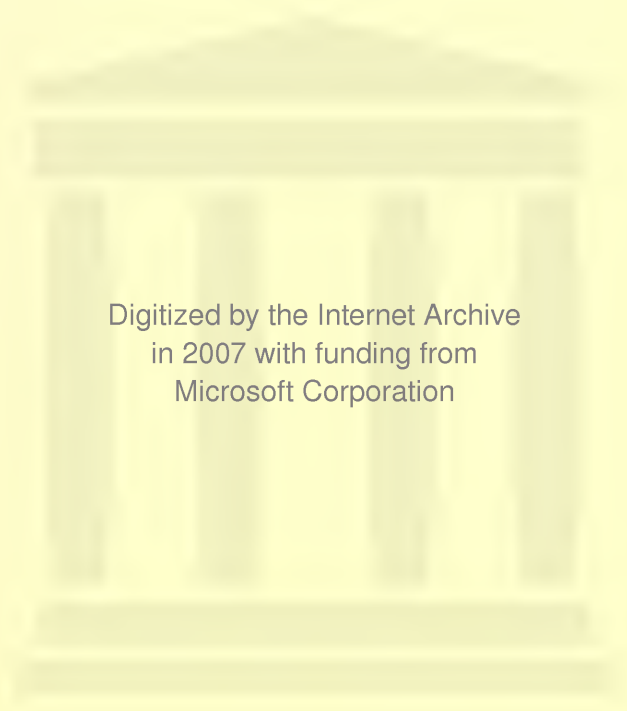 Digitized by the Internet Archive
in 2007 with funding from
Microsoft Corporation